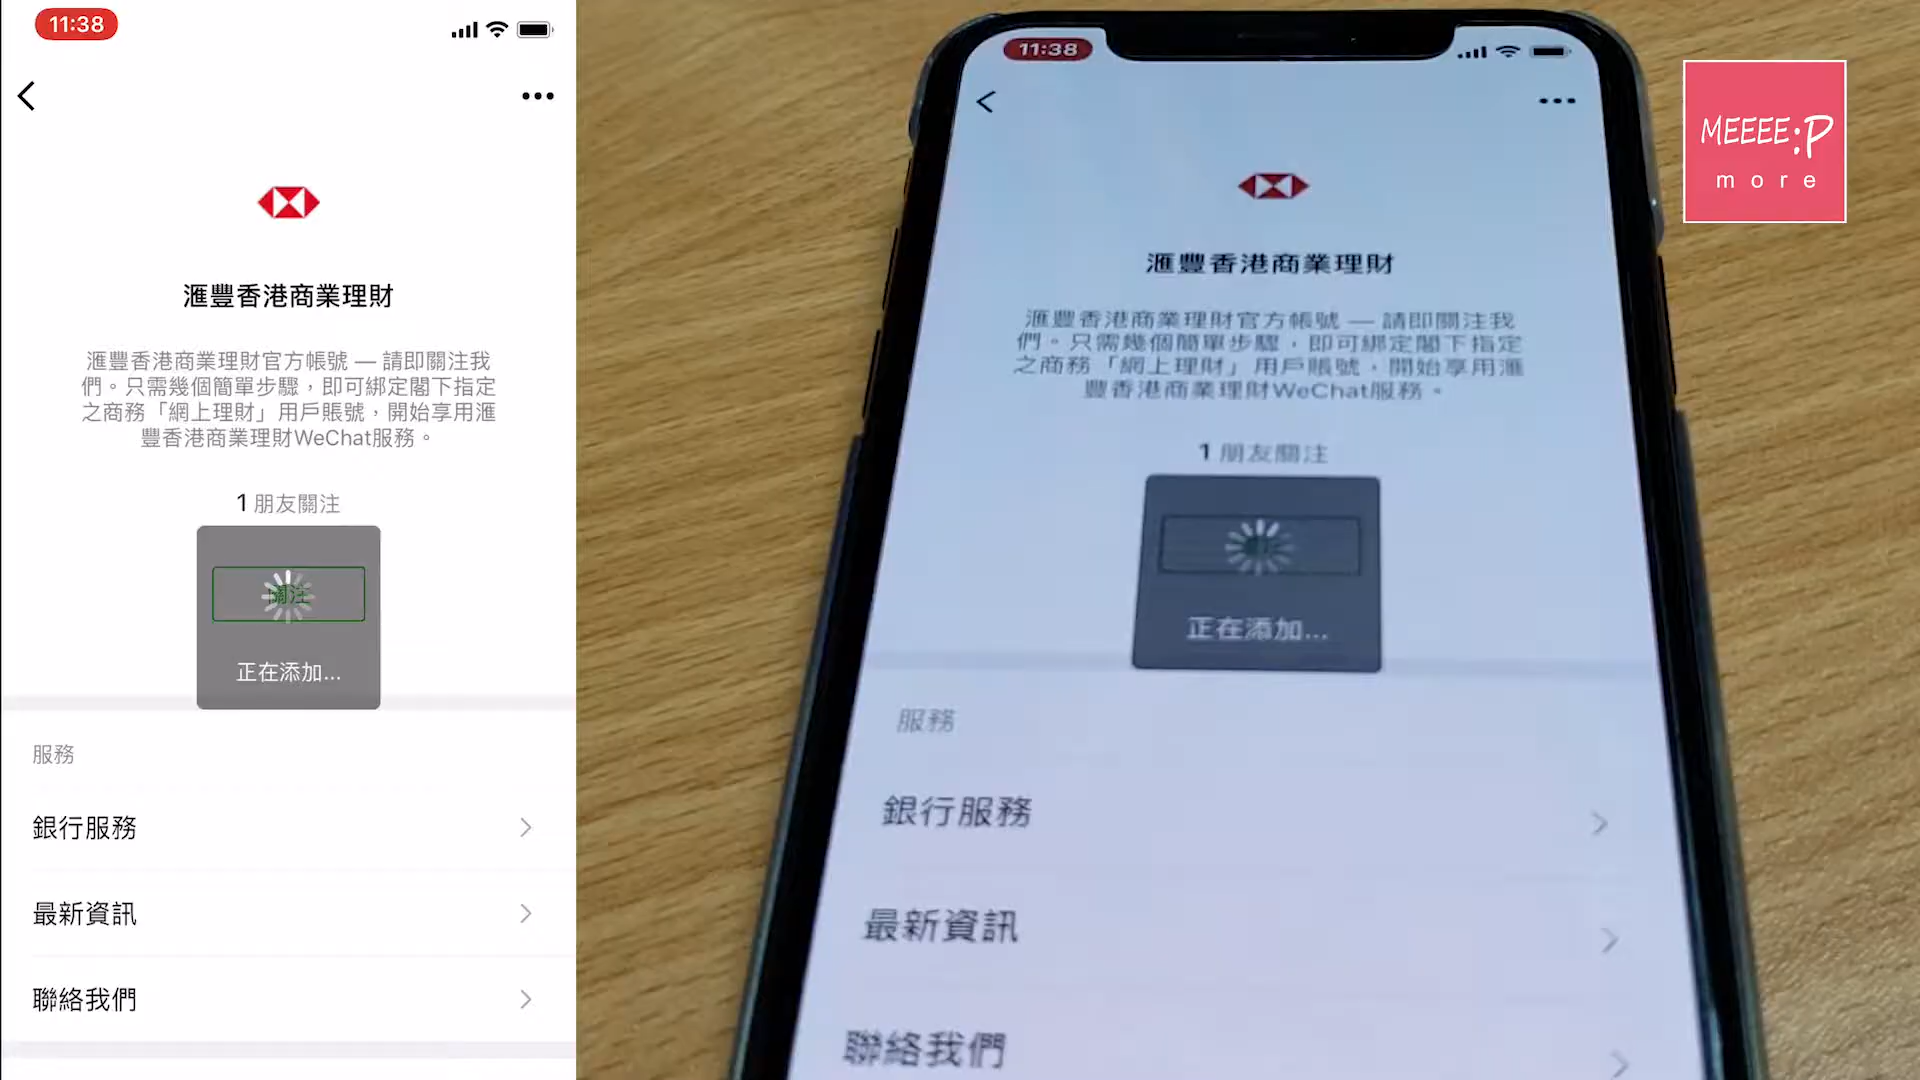 11:38
滙豐香港商業理財
滙豐香港商業理財官方帳號 — 請即關注我
們。只需幾個簡單步驟，即可綁定閣下指定
之商務「網上理財」用戶賬號，開始享用滙
豐香港商業理財WeChat服務。
1 朋友關注
關注
正在添加...
服務
銀行服務
最新資訊
聯絡我們
11:38
滙豐香港商業理財
滙豐香港商業理財官方帳號 — 請即關注我
們。只需幾個簡單步驟，即可綁定閣下指定
之商務「網上理財」用戶賬號，開始享用滙
豐香港商業理財WeChat服務。
1 朋友關注
正在添加...
服務
銀行服務
最新資訊
聯絡我們
MEEEE:P
more